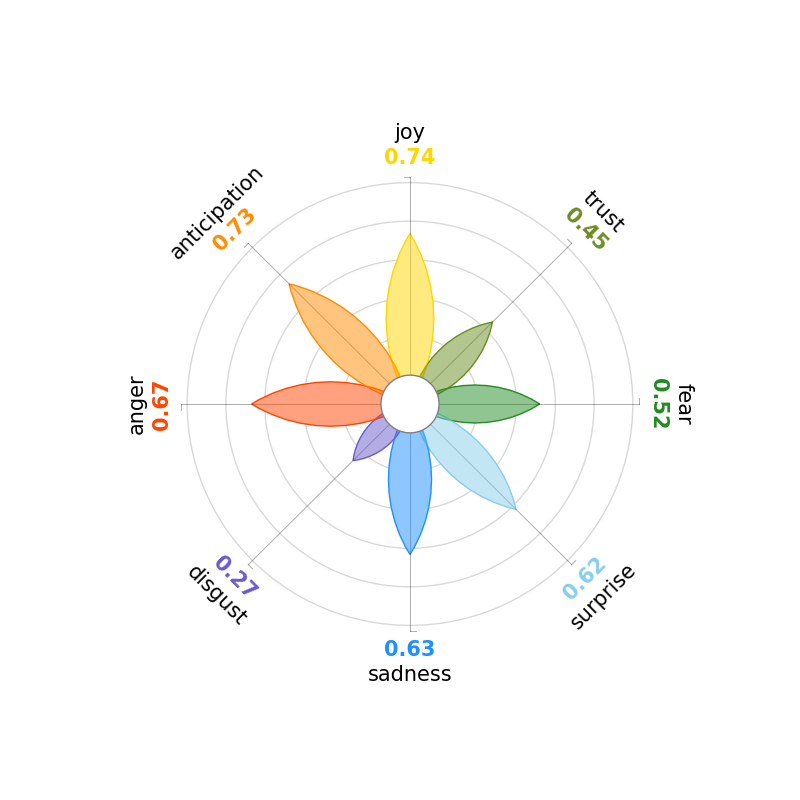 joy
0.74
trust
0.45
fear
0.52
surprise
0.62
sadness
0.63
disgust
0.27
anger
0.67
anticipation
0.73